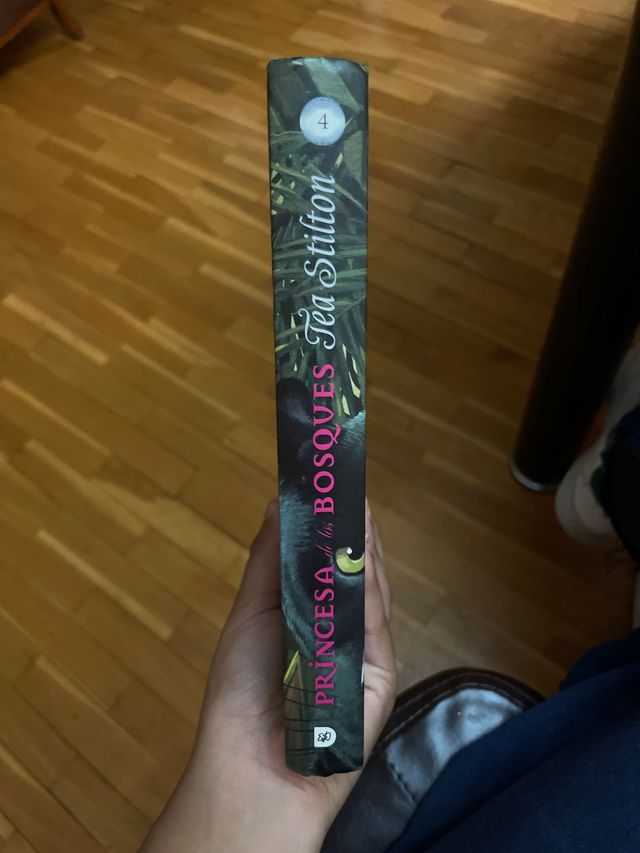 4
Tea Stilton
PRINCESA de los BOSQUES